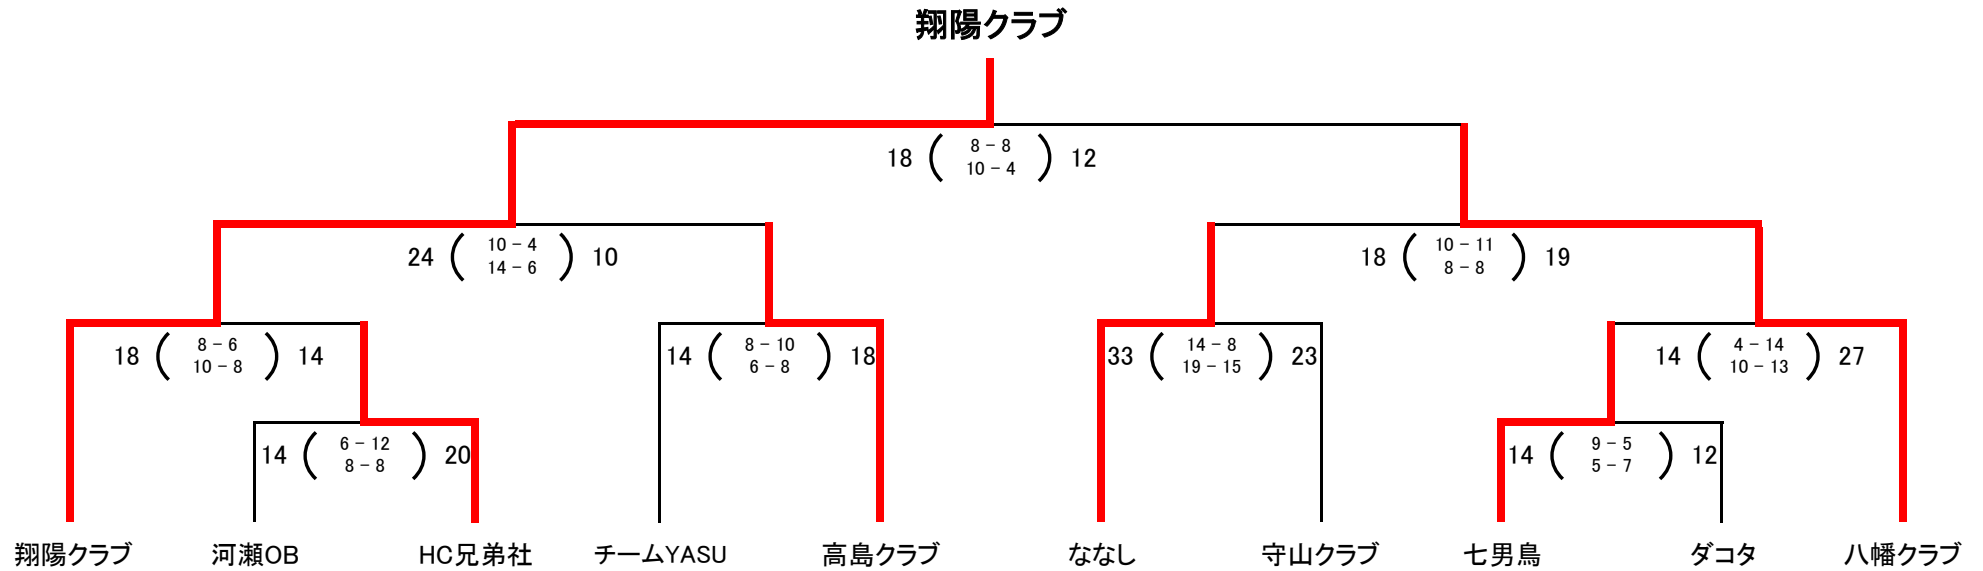 翔陽クラブ
18 ( 8 − 8 ) 12
10 − 4
24 ( 10 − 4 ) 10
14 − 6
18 ( 10 − 11 ) 19
8 − 8
18 ( 8 − 6 ) 14
10 − 8
14 ( 8 − 10 ) 18
6 − 8
33 ( 14 − 8 ) 23
19 − 15
14 ( 4 − 14 ) 27
10 − 13
14 ( 6 − 12 ) 20
8 − 8
14 ( 9 − 5 ) 12
5 − 7
翔陽クラブ 河瀬OB HC兄弟社 チームYASU 高島クラブ ななし 守山クラブ 七男鳥 ダコタ 八幡クラブ